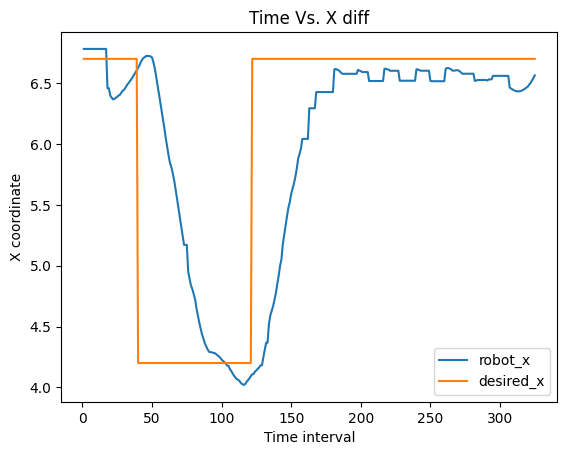 Time Vs. X diff
X coordinate
6.5
6.0
5.5
5.0
4.5
4.0
0 50 100 150 200 250 300
Time interval
robot_x
desired_x